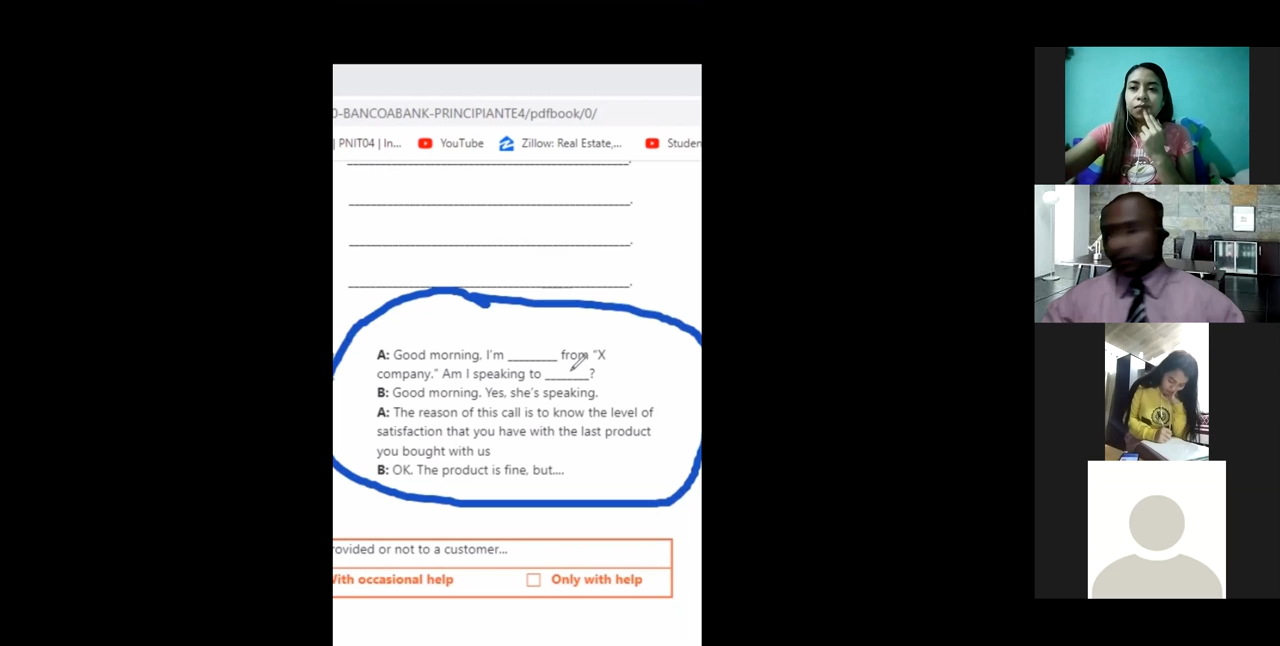 0-BANCOABANK-PRINCIPIANTE4/pdfbook/0/
| PNIT04 | In... YouTube Zillow: Real Estate,... Studen
A: Good morning, I'm _________ from "X
company." Am I speaking to ________?
B: Good morning. Yes, she's speaking.
A: The reason of this call is to know the level of
satisfaction that you have with the last product
you bought with us
B: OK. The product is fine, but....
rovided or not to a customer...
With occasional help Only with help